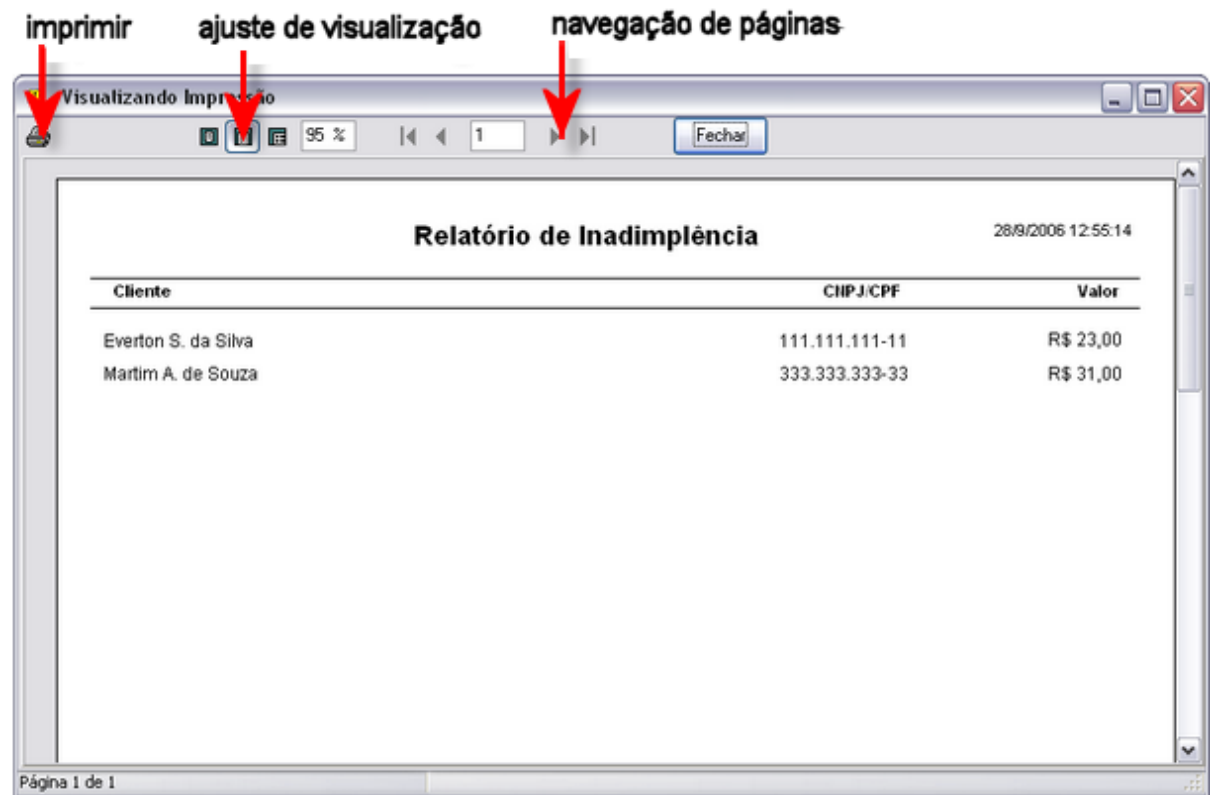 imprimir ajuste de visualização navegação de páginas
Visualizando Impressão
95 % 1 Fechar
Relatório de Inadimplência 28/9/2006 12:55:14
Cliente CNPJ/CPF Valor
Everton S. da Silva 111.111.111-11 R$ 23,00
Martim A. de Souza 333.333.333-33 R$ 31,00
Página 1 de 1